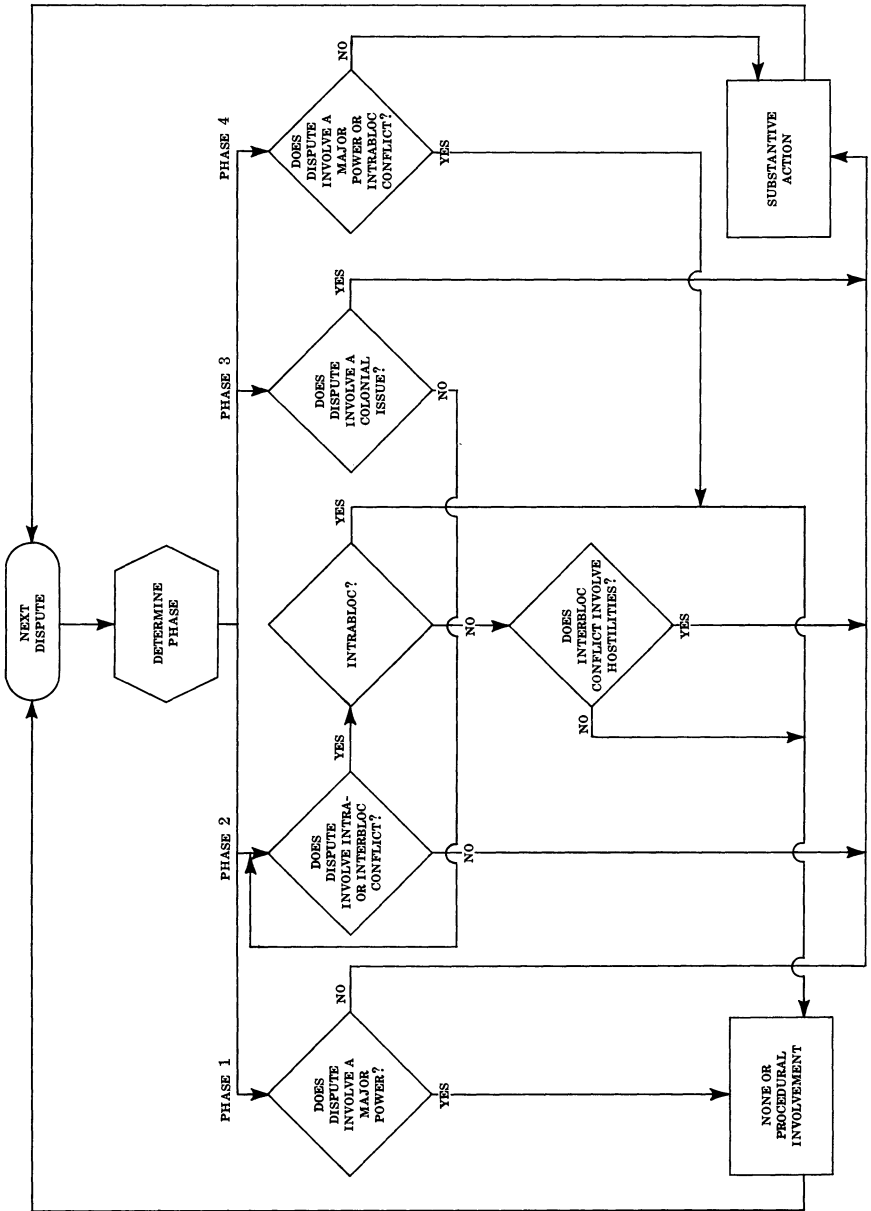 NEXT
DISPUTE
DETERMINE
PHASE
PHASE 1
PHASE 2
PHASE 3
PHASE 4
DOES
DISPUTE
INVOLVE A
MAJOR
POWER?
NO
YES
DOES
DISPUTE
INVOLVE INTRA-
OR INTERBLOC
CONFLICT?
YES
NO
INTRABLOC?
YES
NO
DOES
INTERBLOC
CONFLICT INVOLVE
HOSTILITIES?
NO
YES
DOES
DISPUTE
INVOLVE A
COLONIAL
ISSUE?
YES
NO
DOES
DISPUTE
INVOLVE A
MAJOR
POWER OR
INTRABLOC
CONFLICT?
NO
YES
NONE OR
PROCEDURAL
INVOLVEMENT
SUBSTANTIVE
ACTION